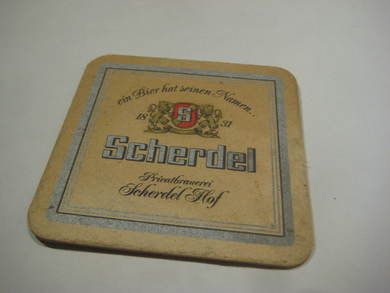 ein Bier hat seinen Namen..
S
18 31
Scherdel
Privatbrauerei
Scherdel Hof